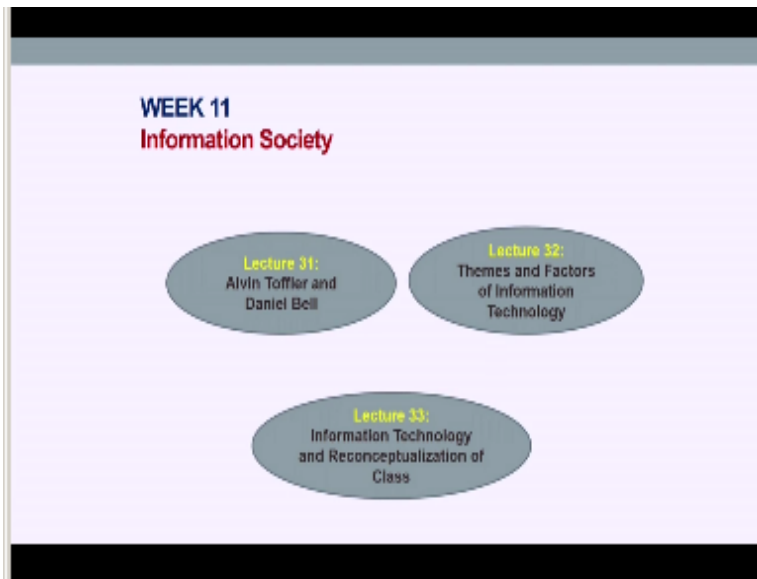 WEEK 11
Information Society
Lecture 31:
Alvin Toffler and
Daniel Bell
Lecture 32:
Themes and Factors
of Information
Technology
Lecture 33:
Information Technology
and Reconceptualization of
Class